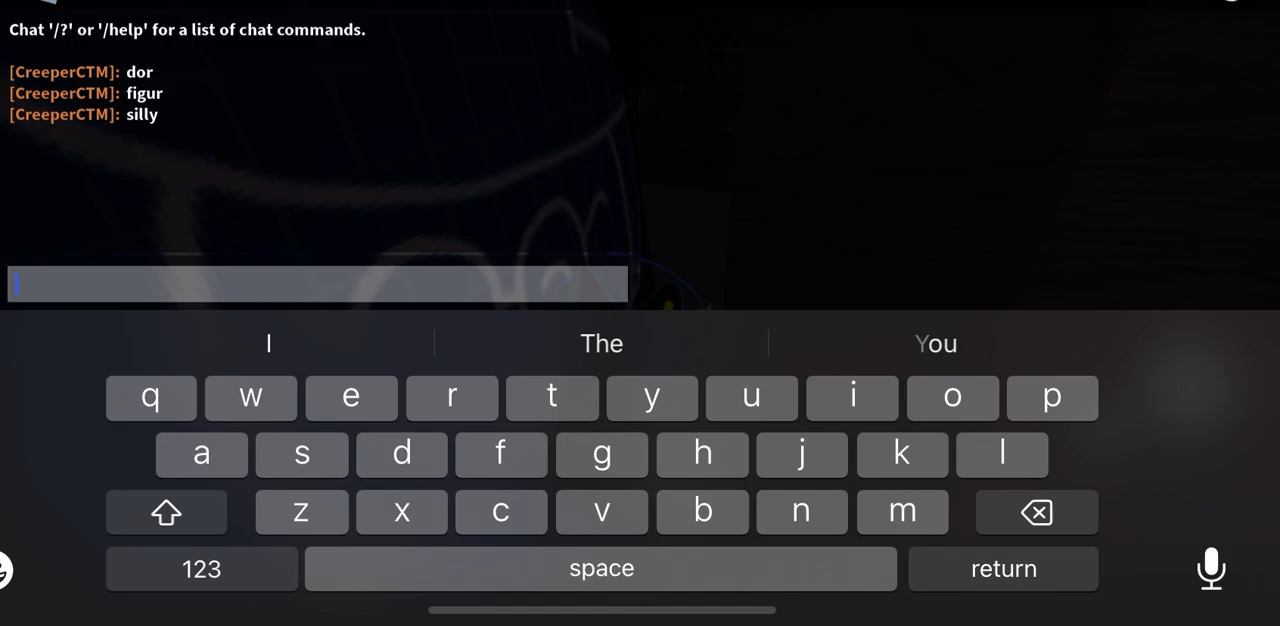 Chat '/?' or '/help' for a list of chat commands.
[CreeperCTM]: dor
[CreeperCTM]: figur
[CreeperCTM]: silly
I The You
q w e r t y u i o p
a s d f g h j k l
z x c v b n m
123 space return